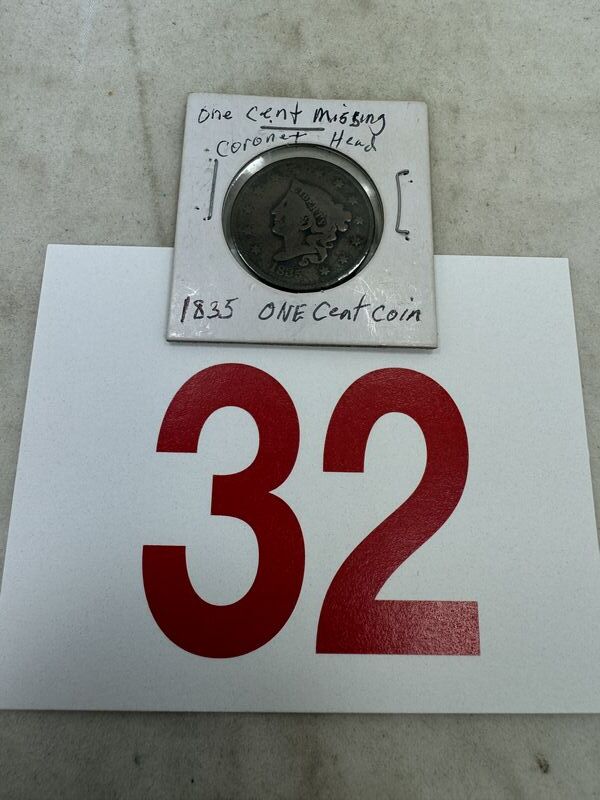 one cent missing
coronet Head
LIBERTY
1835
1835 ONE Cent coin
32